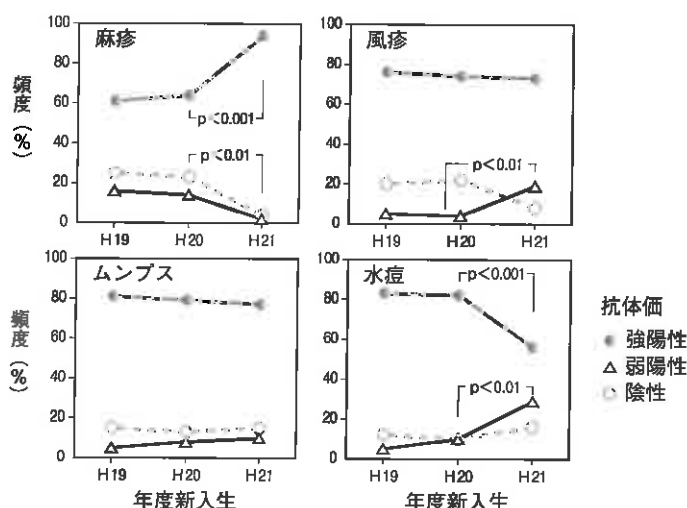 麻疹
100
80
60
40
20
0
頻度
(%)
p<0.001
p<0.01
H19
H20
H21
風疹
100
80
60
40
20
0
p<0.01
H19
H20
H21
ムンプス
100
80
60
40
20
0
頻度
(%)
H19
H20
H21
年度新入生
水痘
100
80
60
40
20
0
p<0.001
p<0.01
H19
H20
H21
年度新入生
抗体価
強陽性
弱陽性
陰性